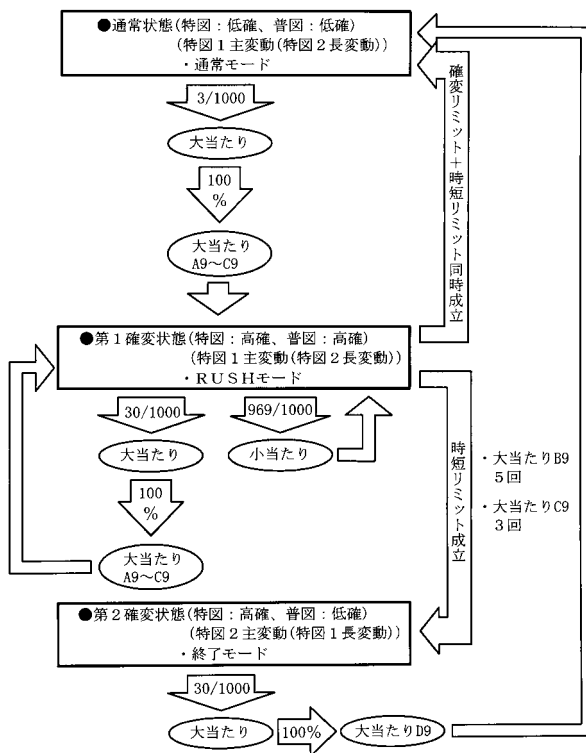 ●通常状態(特図:低確、普図:低確)
(特図1主変動(特図2長変動))
・通常モード
3/1000
大当たり
100
%
大当たり
A9～C9
確変リミット+時短リミット同時成立
●第1確変状態(特図:高確、普図:高確)
(特図1主変動(特図2長変動))
・RUSHモード
30/1000
969/1000
大当たり
小当たり
100
%
大当たり
A9～C9
時短リミット成立
・大当たりB9
5回
・大当たりC9
3回
●第2確変状態(特図:高確、普図:低確)
(特図2主変動(特図1長変動))
・終了モード
30/1000
大当たり
100%
大当たりD9